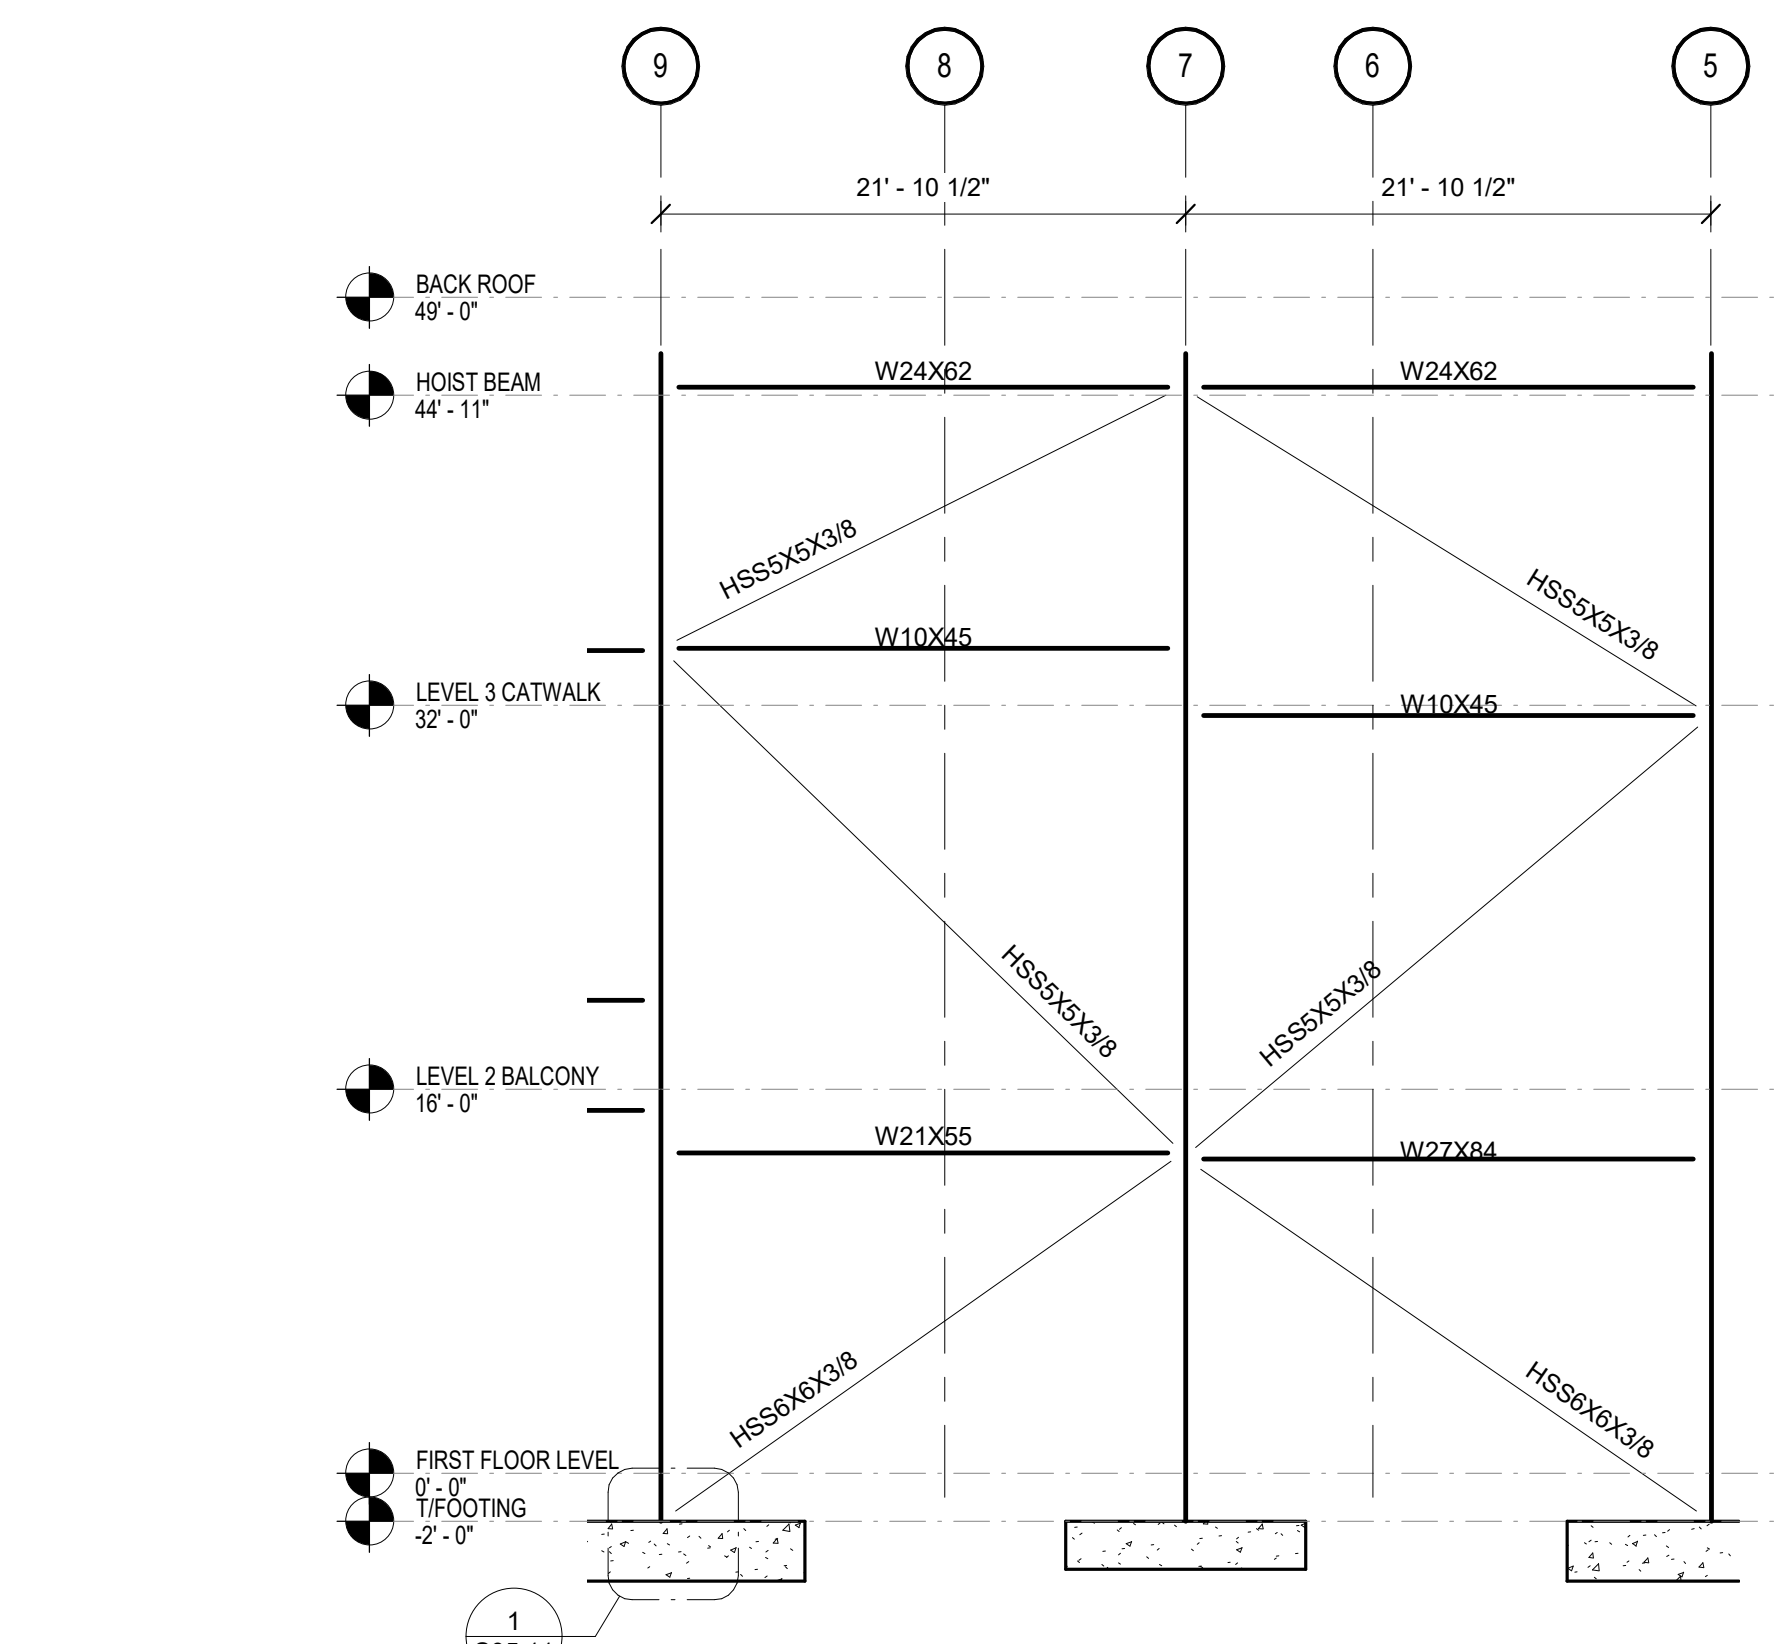 9
8
7
6
5
21' - 10 1/2"
21' - 10 1/2"
BACK ROOF
49' - 0"
HOIST BEAM
44' - 11"
W24X62
W24X62
HSS5X5X3/8
HSS5X5X3/8
W10X45
LEVEL 3 CATWALK
32' - 0"
W10X45
HSS5X5X3/8
HSS5X5X3/8
LEVEL 2 BALCONY
16' - 0"
W21X55
W27X84
HSS6X6X3/8
HSS6X6X3/8
FIRST FLOOR LEVEL
0' - 0"
T/FOOTING
-2' - 0"
1